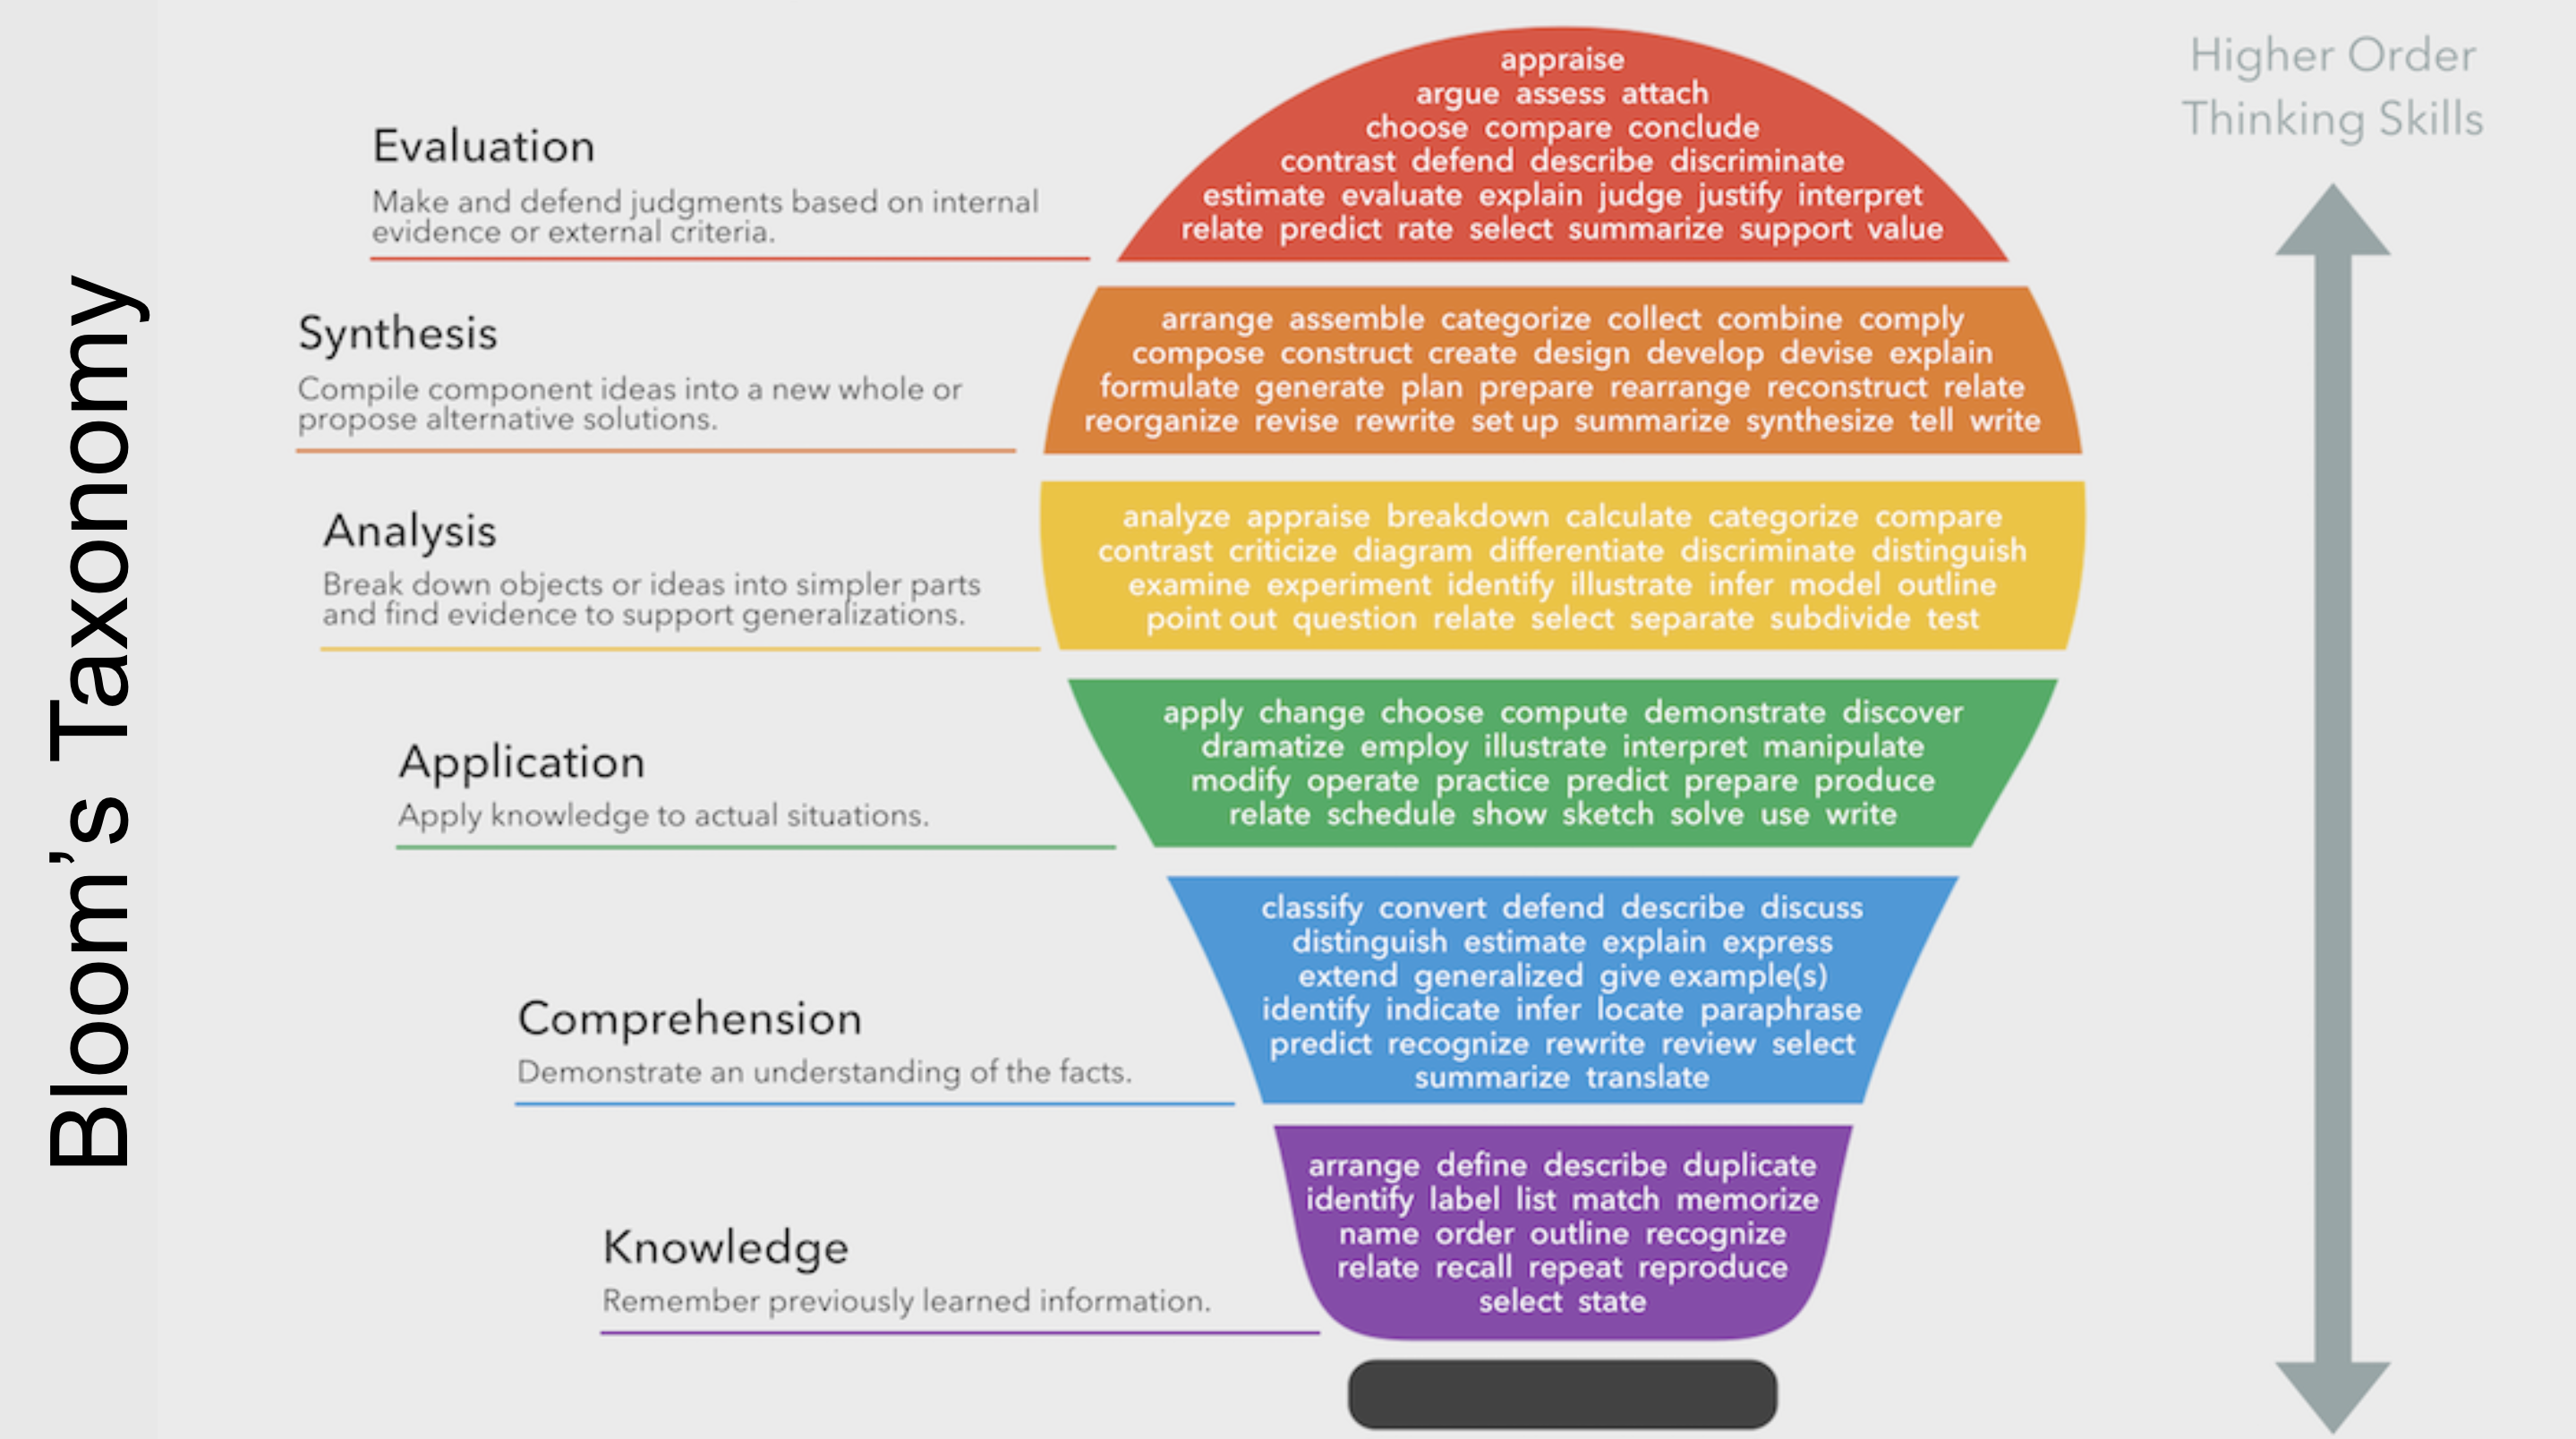 Bloom's Taxonomy
Higher Order
Thinking Skills
Evaluation
Make and defend judgments based on internal
evidence or external criteria.
appraise
argue assess attach
choose compare conclude
contrast defend describe discriminate
estimate evaluate explain judge justify interpret
relate predict rate select summarize support value
Synthesis
Compile component ideas into a new whole or
propose alternative solutions.
arrange assemble categorize collect combine comply
compose construct create design develop devise explain
formulate generate plan prepare rearrange reconstruct relate
reorganize revise rewrite set up summarize synthesize tell write
Analysis
Break down objects or ideas into simpler parts
and find evidence to support generalizations.
analyze appraise breakdown calculate categorize compare
contrast criticize diagram differentiate discriminate distinguish
examine experiment identify illustrate infer model outline
point out question relate select separate subdivide test
Application
Apply knowledge to actual situations.
apply change choose compute demonstrate discover
dramatize employ illustrate interpret manipulate
modify operate practice predict prepare produce
relate schedule show sketch solve use write
Comprehension
Demonstrate an understanding of the facts.
classify convert defend describe discuss
distinguish estimate explain express
extend generalized give example(s)
identify indicate infer locate paraphrase
predict recognize rewrite review select
summarize translate
Knowledge
Remember previously learned information.
arrange define describe duplicate
identify label list match memorize
name order outline recognize
relate recall repeat reproduce
select state